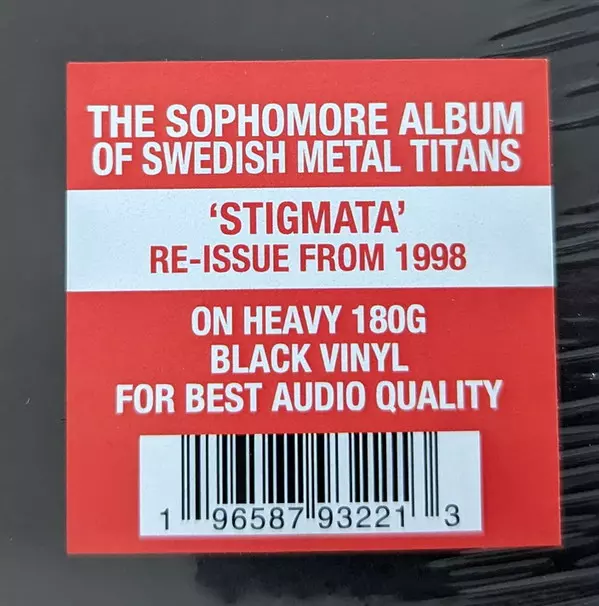 THE SOPHOMORE ALBUM
OF SWEDISH METAL TITANS
‘STIGMATA’
RE-ISSUE FROM 1998
ON HEAVY 180G
BLACK VINYL
FOR BEST AUDIO QUALITY
1 96587 93221 3